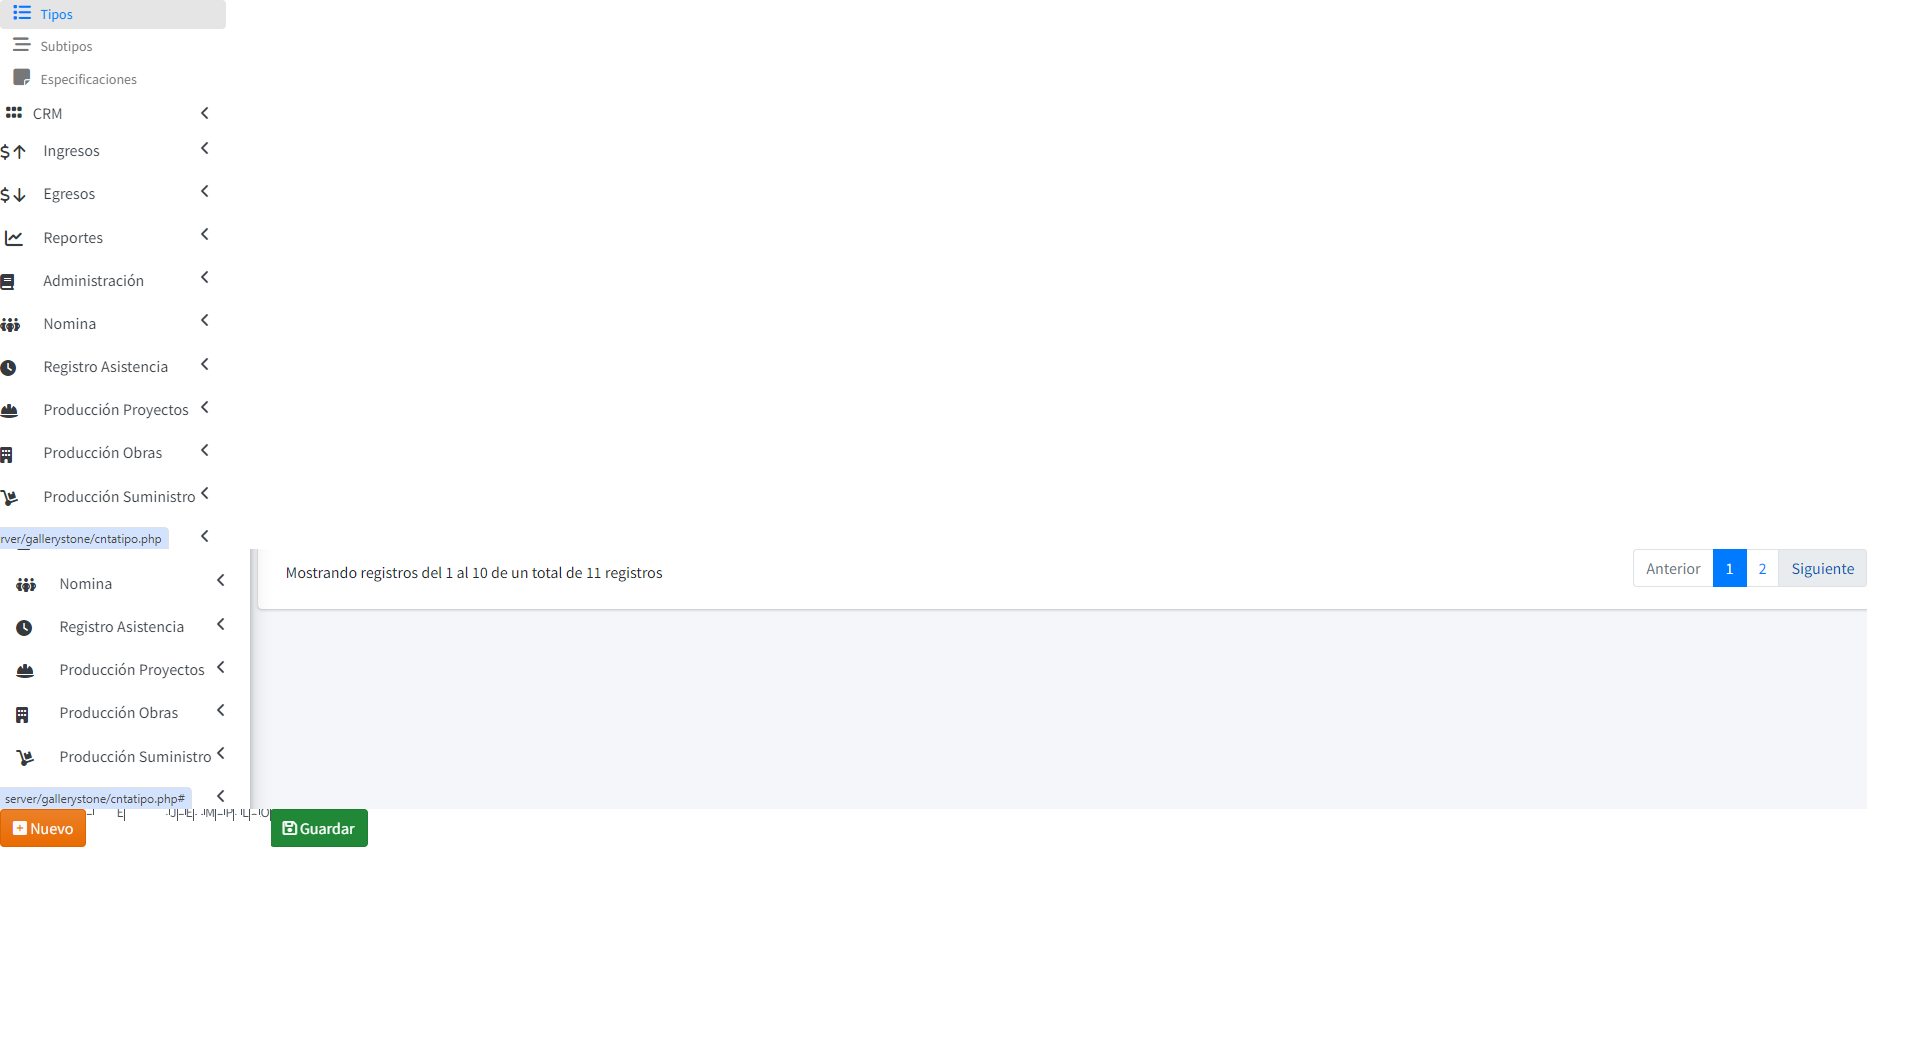 Tipos
Subtipos
Especificaciones
CRM
$ Ingresos
$ Egresos
Reportes
Administración
Nomina
Registro Asistencia
Producción Proyectos
Producción Obras
Producción Suministro
rver/gallerystone/cntatipo.php
Mostrando registros del 1 al 10 de un total de 11 registros
Anterior 1 2 Siguiente
Nomina
Registro Asistencia
Producción Proyectos
Producción Obras
Producción Suministro
server/gallerystone/cntatipo.php#
Nuevo
Guardar